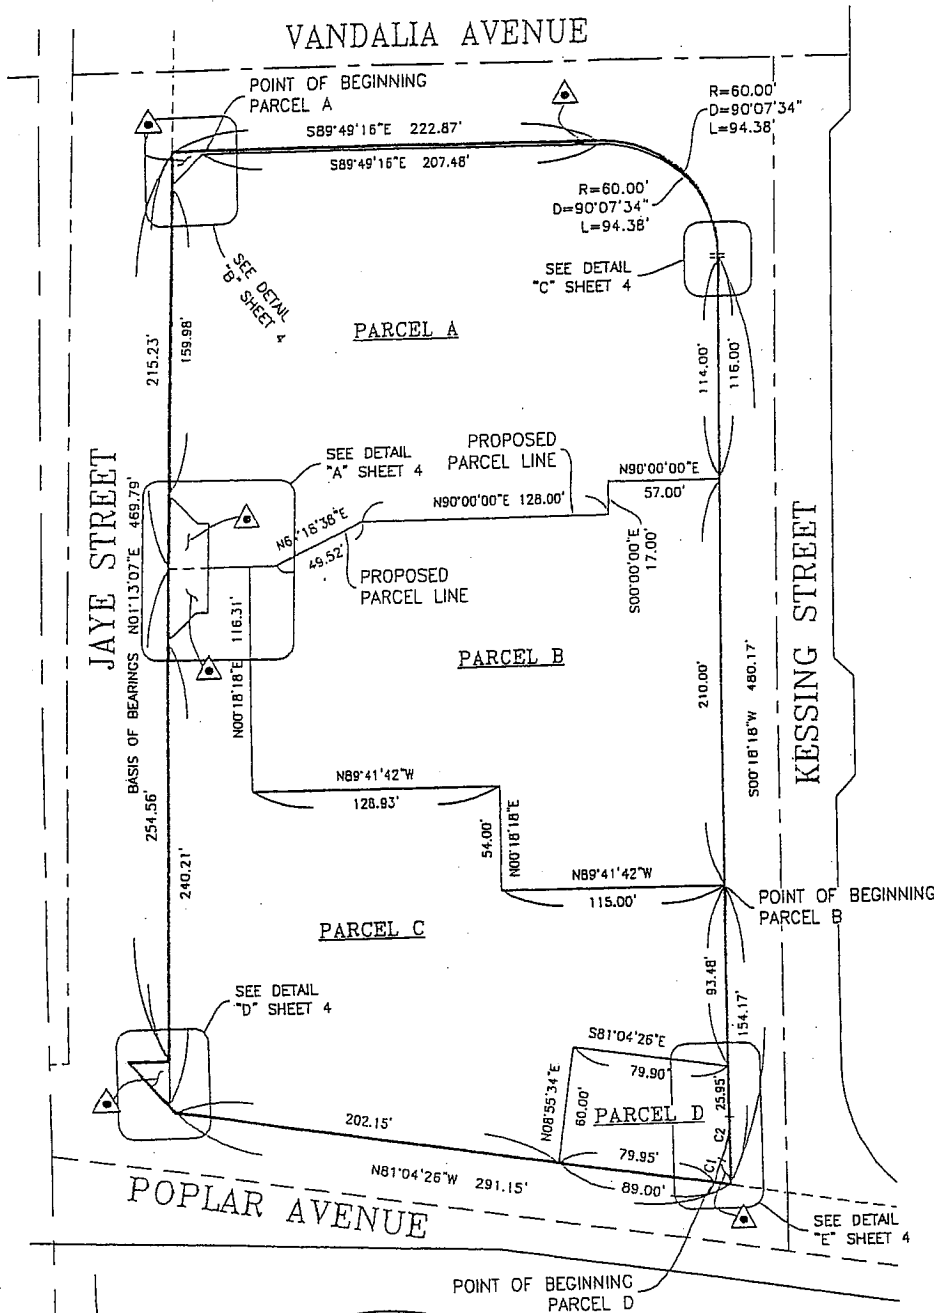 VANDALIA AVENUE
POINT OF BEGINNING
PARCEL A
R=60.00'
D=90°07'34"
L=94.38'
S89°49'16"E 222.87'
S89°49'16"E 207.48'
R=60.00'
D=90°07'34"
L=94.38'
SEE DETAIL
"B" SHEET 4
SEE DETAIL
"C" SHEET 4
PARCEL A
215.23'
159.98'
114.00'
116.00'
JAYE STREET
SEE DETAIL
"A" SHEET 4
PROPOSED
PARCEL LINE
N90°00'00"E
57.00'
N90°00'00"E 128.00'
49.52'
S00°00'00"E
17.00'
PROPOSED
PARCEL LINE
BASIS OF BEARINGS N01°13'07"E 469.79'
N00°18'18"E 116.31'
PARCEL B
210.00'
S00°18'18"W 480.17'
KESSING STREET
N89°41'42"W
128.93'
54.00'
N00°18'18"E
N89°41'42"W
115.00'
POINT OF BEGINNING
PARCEL B
254.56'
240.21'
PARCEL C
93.48'
154.17'
SEE DETAIL
"D" SHEET 4
S81°04'26"E
79.90'
25.95'
N08°55'34"E
60.00'
PARCEL D
C2
C1
202.15'
79.95'
89.00'
N81°04'26"W 291.15'
POPLAR AVENUE
SEE DETAIL
"E" SHEET 4
POINT OF BEGINNING
PARCEL D